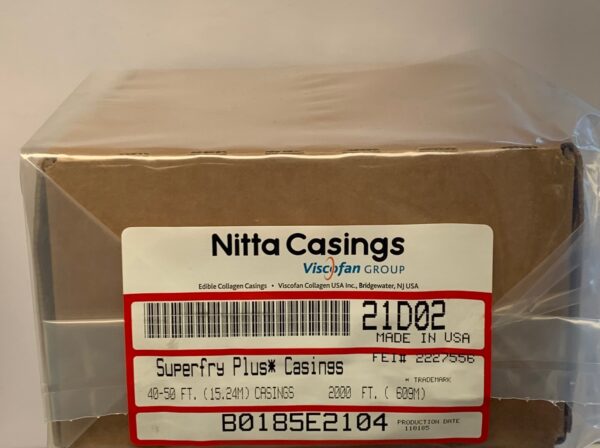 Nitta Casings
Viscofan GROUP
Edible Collagen Casings • Viscofan Collagen USA Inc., Bridgewater, NJ USA
21D02
MADE IN USA
Superfry Plus* Casings
FEI# 2227556
* TRADEMARK
40-50 FT. (15.24M) CASINGS 2000 FT. ( 609M)
B0185E2104 PRODUCTION DATE
110185